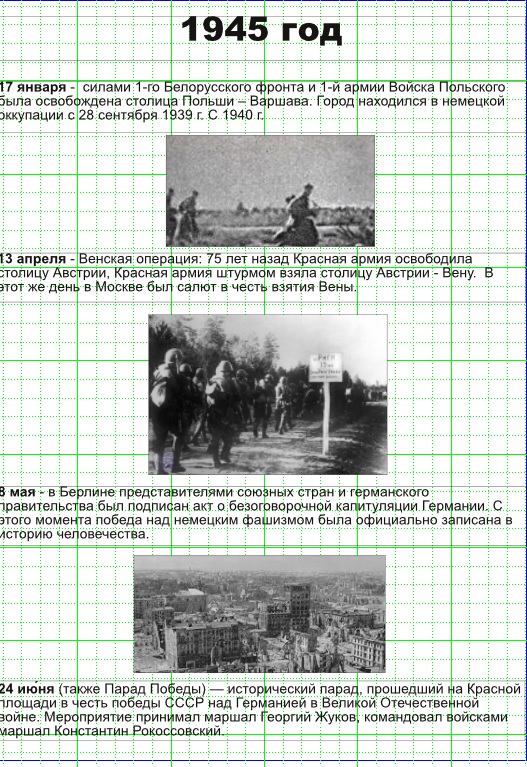 1945 год
17 января - силами 1-го Белорусского фронта и 1-й армии Войска Польского
была освобождена столица Польши – Варшава. Город находился в немецкой
оккупации с 28 сентября 1939 г. С 1940 г.
13 апреля - Венская операция: 75 лет назад Красная армия освободила
столицу Австрии, Красная армия штурмом взяла столицу Австрии - Вену. В
этот же день в Москве был салют в честь взятия Вены.
8 мая - в Берлине представителями союзных стран и германского
правительства был подписан акт о безоговорочной капитуляции Германии. С
этого момента победа над немецким фашизмом была официально записана в
историю человечества.
24 ию́ня (также Парад Победы) — исторический парад, прошедший на Красной
площади в честь победы СССР над Германией в Великой Отечественной
войне. Мероприятие принимал маршал Георгий Жуков, командовал войсками
маршал Константин Рокоссовский.